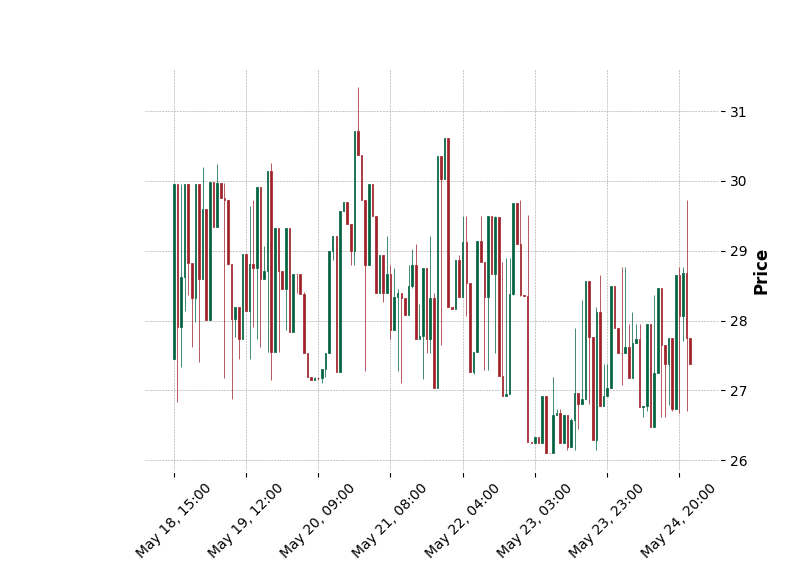 31
30
29
28
27
26
Price
May 18, 15:00
May 19, 12:00
May 20, 09:00
May 21, 08:00
May 22, 04:00
May 23, 03:00
May 23, 23:00
May 24, 20:00